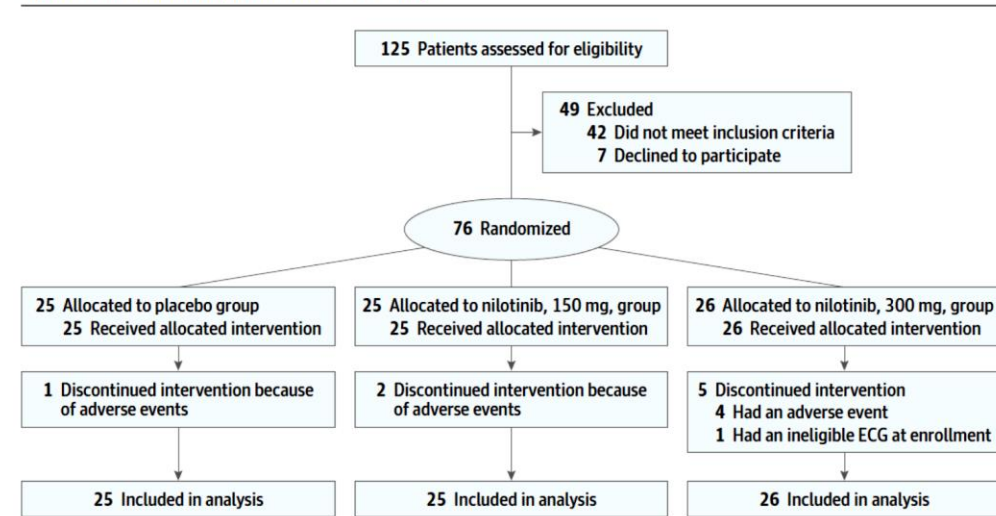 125 Patients assessed for eligibility
49 Excluded
42 Did not meet inclusion criteria
7 Declined to participate
76 Randomized
25 Allocated to placebo group
25 Received allocated intervention
25 Allocated to nilotinib, 150 mg, group
25 Received allocated intervention
26 Allocated to nilotinib, 300 mg, group
26 Received allocated intervention
1 Discontinued intervention because
of adverse events
2 Discontinued intervention because
of adverse events
5 Discontinued intervention
4 Had an adverse event
1 Had an ineligible ECG at enrollment
25 Included in analysis
25 Included in analysis
26 Included in analysis